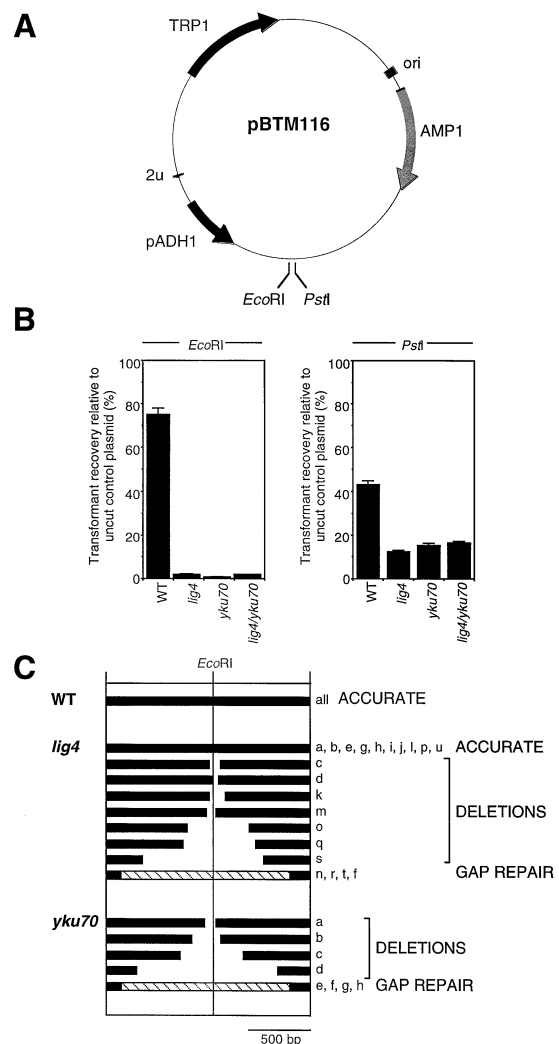 A
TRP1
ori
pBTM116
AMP1
2u
pADH1
EcoRI PstI
B
EcoRI
Transformant recovery relative to
uncut control plasmid (%)
100
80
60
40
20
0
WT
lig4
yku70
lig4/yku70
PstI
Transformant recovery relative to
uncut control plasmid (%)
100
80
60
40
20
0
WT
lig4
yku70
lig4/yku70
C
EcoRI
WT all ACCURATE
lig4 a, b, e, g, h, i, j, l, p, u ACCURATE
c
d
k
m
DELETIONS
o
q
s
n, r, t, f GAP REPAIR
yku70 a
b
DELETIONS
c
d
e, f, g, h GAP REPAIR
500 bp